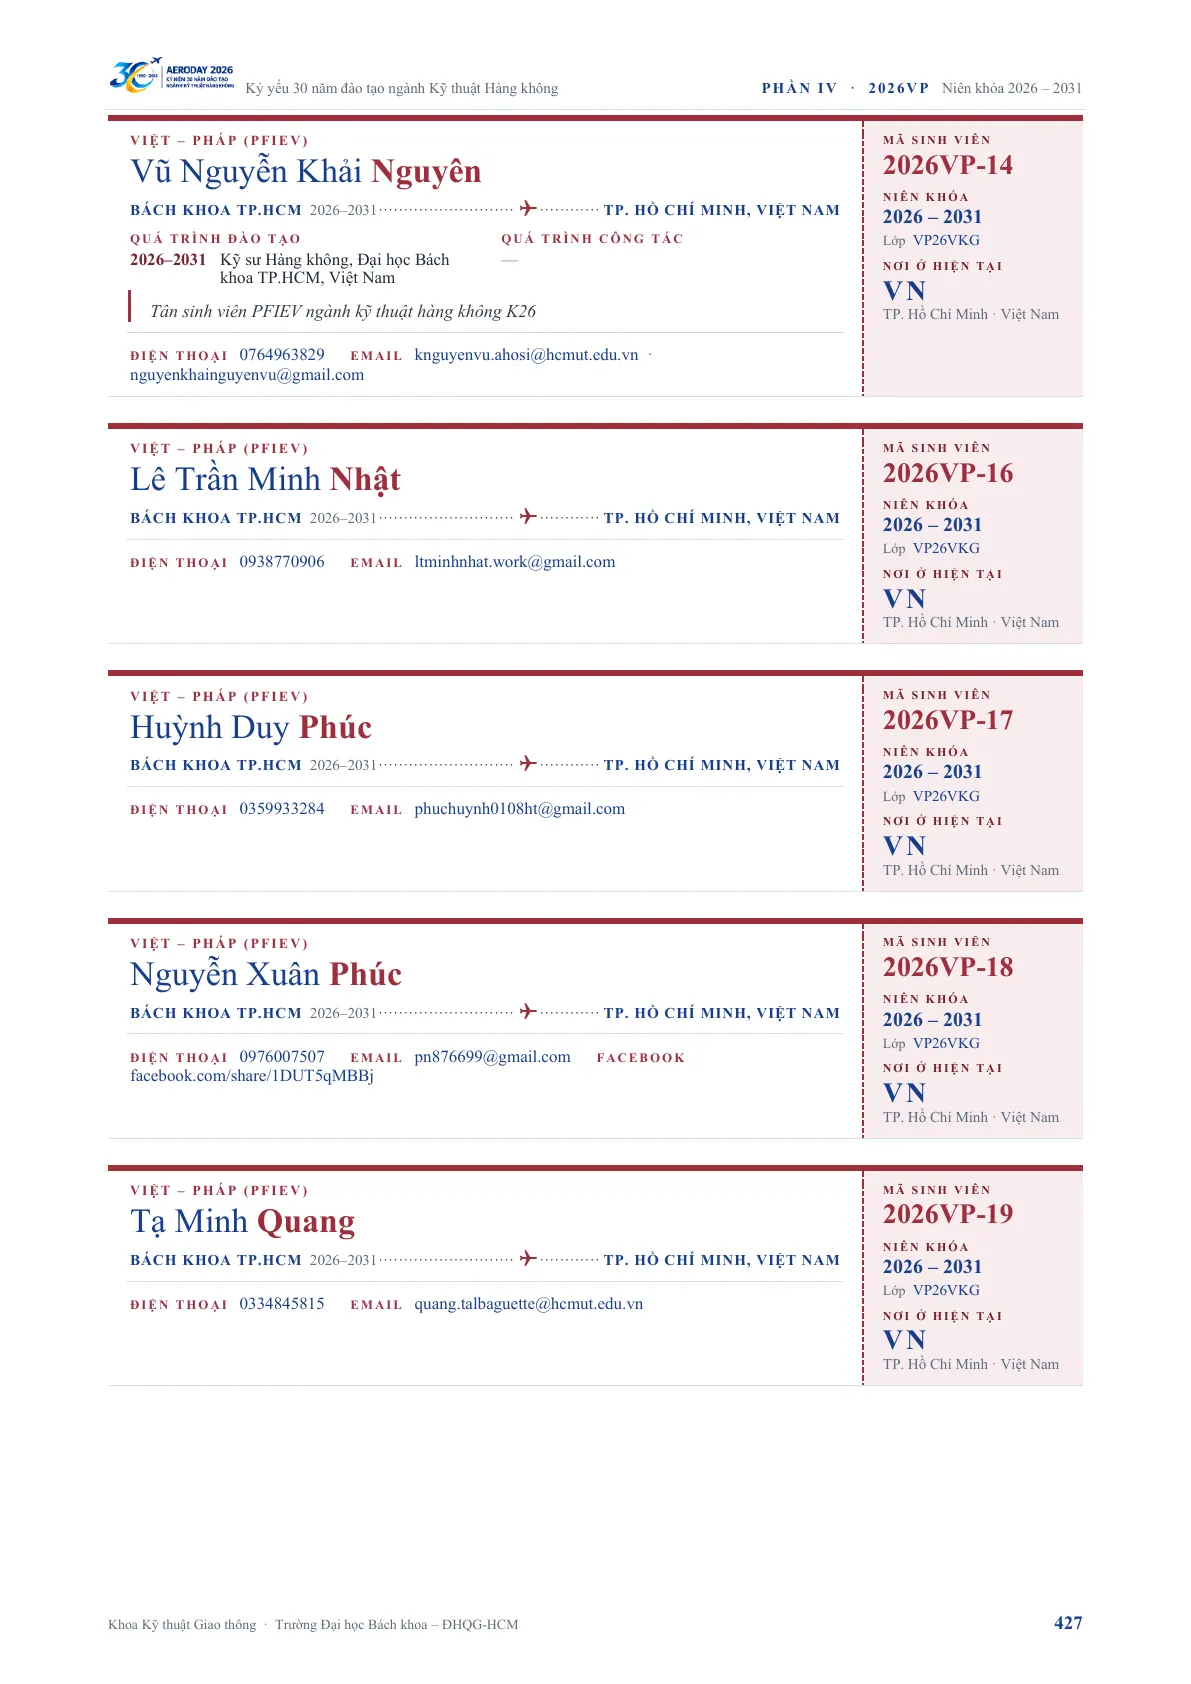 30
1996 - 2026
AERODAY 2026
KỶ NIỆM 30 NĂM ĐÀO TẠO
NGÀNH KỸ THUẬT HÀNG KHÔNG
Kỷ yếu 30 năm đào tạo ngành Kỹ thuật Hàng không
PHẦN IV · 2026VP Niên khóa 2026 – 2031
VIỆT – PHÁP (PFIEV)
Vũ Nguyễn Khải Nguyên
BÁCH KHOA TP.HCM 2026–2031 TP. HỒ CHÍ MINH, VIỆT NAM
QUÁ TRÌNH ĐÀO TẠO
2026–2031 Kỹ sư Hàng không, Đại học Bách
khoa TP.HCM, Việt Nam
QUÁ TRÌNH CÔNG TÁC
—
Tân sinh viên PFIEV ngành kỹ thuật hàng không K26
ĐIỆN THOẠI 0764963829 EMAIL knguyenvu.ahosi@hcmut.edu.vn ·
nguyenkhainguyenvu@gmail.com
MÃ SINH VIÊN
2026VP-14
NIÊN KHÓA
2026 – 2031
Lớp VP26VKG
NƠI Ở HIỆN TẠI
VN
TP. Hồ Chí Minh · Việt Nam
VIỆT – PHÁP (PFIEV)
Lê Trần Minh Nhật
BÁCH KHOA TP.HCM 2026–2031 TP. HỒ CHÍ MINH, VIỆT NAM
ĐIỆN THOẠI 0938770906 EMAIL ltminhnhat.work@gmail.com
MÃ SINH VIÊN
2026VP-16
NIÊN KHÓA
2026 – 2031
Lớp VP26VKG
NƠI Ở HIỆN TẠI
VN
TP. Hồ Chí Minh · Việt Nam
VIỆT – PHÁP (PFIEV)
Huỳnh Duy Phúc
BÁCH KHOA TP.HCM 2026–2031 TP. HỒ CHÍ MINH, VIỆT NAM
ĐIỆN THOẠI 0359933284 EMAIL phuchuynh0108ht@gmail.com
MÃ SINH VIÊN
2026VP-17
NIÊN KHÓA
2026 – 2031
Lớp VP26VKG
NƠI Ở HIỆN TẠI
VN
TP. Hồ Chí Minh · Việt Nam
VIỆT – PHÁP (PFIEV)
Nguyễn Xuân Phúc
BÁCH KHOA TP.HCM 2026–2031 TP. HỒ CHÍ MINH, VIỆT NAM
ĐIỆN THOẠI 0976007507 EMAIL pn876699@gmail.com FACEBOOK
facebook.com/share/1DUT5qMBBj
MÃ SINH VIÊN
2026VP-18
NIÊN KHÓA
2026 – 2031
Lớp VP26VKG
NƠI Ở HIỆN TẠI
VN
TP. Hồ Chí Minh · Việt Nam
VIỆT – PHÁP (PFIEV)
Tạ Minh Quang
BÁCH KHOA TP.HCM 2026–2031 TP. HỒ CHÍ MINH, VIỆT NAM
ĐIỆN THOẠI 0334845815 EMAIL quang.talbaguette@hcmut.edu.vn
MÃ SINH VIÊN
2026VP-19
NIÊN KHÓA
2026 – 2031
Lớp VP26VKG
NƠI Ở HIỆN TẠI
VN
TP. Hồ Chí Minh · Việt Nam
Khoa Kỹ thuật Giao thông · Trường Đại học Bách khoa – ĐHQG-HCM
427